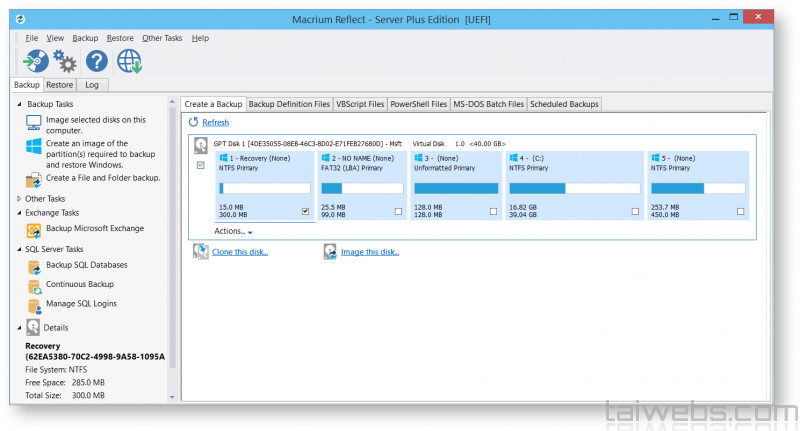 Macrium Reflect - Server Plus Edition [UEFI]
File View Backup Restore Other Tasks Help
Backup Restore Log
Backup Tasks
Image selected disks on this
computer.
Create an image of the
partition(s) required to backup
and restore Windows.
Create a File and Folder backup.
Other Tasks
Exchange Tasks
Backup Microsoft Exchange
SQL Server Tasks
Backup SQL Databases
Continuous Backup
Manage SQL Logins
Details
Recovery
(62EA5380-70C2-4998-9A58-1095A
File System: NTFS
Free Space: 285.0 MB
Total Size: 300.0 MB
Create a Backup Backup Definition Files VBScript Files PowerShell Files MS-DOS Batch Files Scheduled Backups
Refresh
GPT Disk 1 [4DE35055-08EB-46C3-8D02-E71FEB27680D] - Msft Virtual Disk 1.0 <40.00 GB>
1 - Recovery (None)
NTFS Primary
15.0 MB
300.0 MB
2 - NO NAME (None)
FAT32 (LBA) Primary
25.5 MB
99.0 MB
3 - (None)
Unformatted Primary
128.0 MB
128.0 MB
4 - (C:)
NTFS Primary
16.82 GB
39.04 GB
5 - (None)
NTFS Primary
253.7 MB
450.0 MB
Actions..
Clone this disk... Image this disk...
taiwebs.com